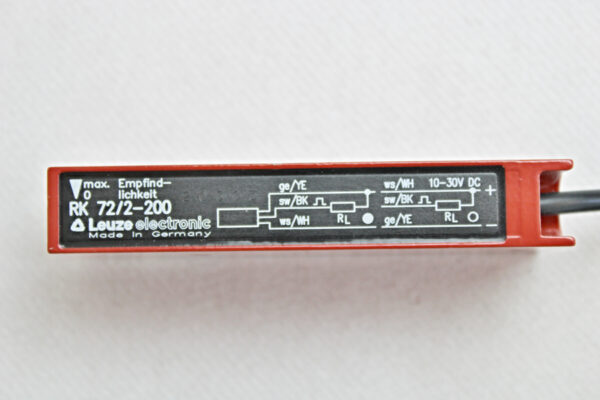 max. Empfind-
0 lichkeit
RK 72/2-200
Leuze electronic
Made in Germany
ge/YE
sw/BK
RL
ws/WH
ws/WH 10-30V DC
sw/BK
RL
ge/YE
+
-